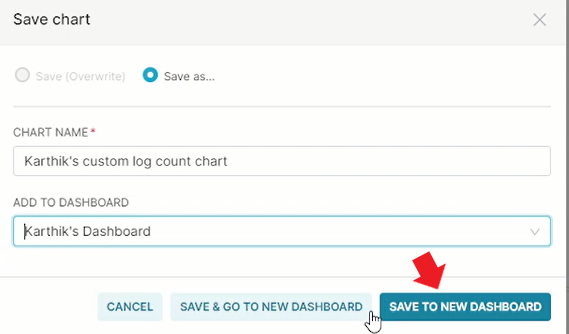 Save chart
Save (Overwrite) Save as...
CHART NAME*
Karthik's custom log count chart
ADD TO DASHBOARD
Karthik's Dashboard
CANCEL SAVE & GO TO NEW DASHBOARD SAVE TO NEW DASHBOARD